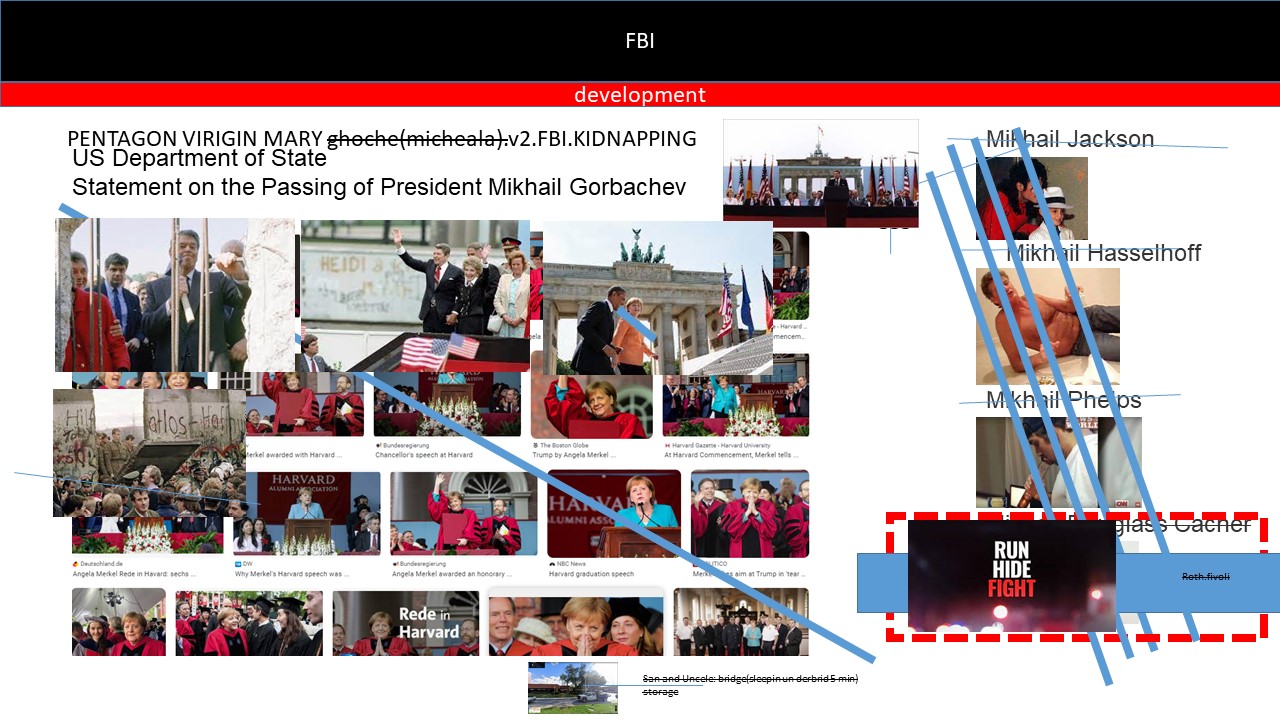 FBI
development
PENTAGON VIRIGIN MARY ghoche(micheala).v2.FBI.KIDNAPPING
US Department of State
Statement on the Passing of President Mikhail Gorbachev
Mikhail Jackson
Mikhail Hasselhoff
HEIDI
Mikhail Phelps
WORLD
CNN
Merkel awarded with Harvard ...
Bundesregierung
Chancellor's speech at Harvard
The Boston Globe
Trump by Angela Merkel ...
Harvard Gazette - Harvard University
At Harvard Commencement, Merkel tells ...
HARVARD
ALUMNI ASSOCIATION
HARVARD
Deutschland.de
Angela Merkel Rede in Havard: sechs ...
DW
Why Merkel's Harvard speech was ...
Bundesregierung
Angela Merkel awarded an honorary ...
NBC News
Harvard graduation speech
aim at Trump in 'tear ..
Cacher
RUN
HIDE
FIGHT
Roth.fivoli
Rede in
Harvard
San and Uncele: bridge(sleepin un derbrid 5 min)
storage